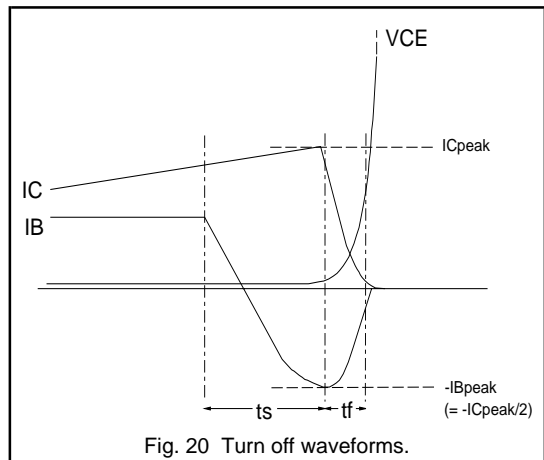 VCE
ICpeak
IC
IB
-IBpeak
(= -ICpeak/2)
ts
tf
Fig. 20 Turn off waveforms.